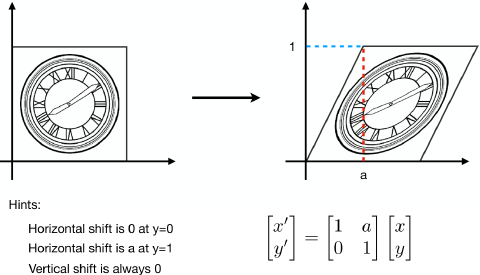 1
a
Hints:
Horizontal shift is 0 at y=0
Horizontal shift is a at y=1
Vertical shift is always 0
[x′ y′] = [1 a 0 1] [x y]